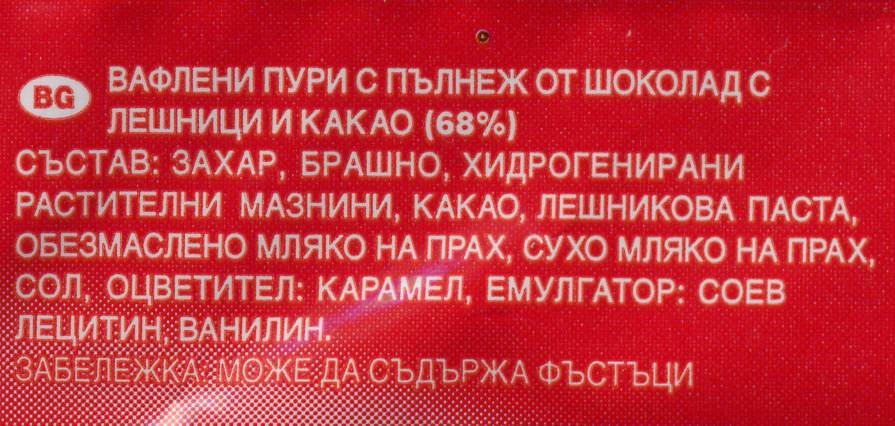 BG ВАФЛЕНИ ПУРИ С ПЪЛНЕЖ ОТ ШОКОЛАД С
ЛЕШНИЦИ И КАКАО (68%)
СЪСТАВ: ЗАХАР, БРАШНО, ХИДРОГЕНИРАНИ
РАСТИТЕЛНИ МАЗНИНИ, КАКАО, ЛЕШНИКОВА ПАСТА,
ОБЕЗМАСЛЕНО МЛЯКО НА ПРАХ, СУХО МЛЯКО НА ПРАХ,
СОЛ, ОЦВЕТИТЕЛ: КАРАМЕЛ, ЕМУЛГАТОР: СОЕВ
ЛЕЦИТИН, ВАНИЛИН.
ЗАБЕЛЕЖКА: МОЖЕ ДА СЪДЪРЖА ФЪСТЪЦИ